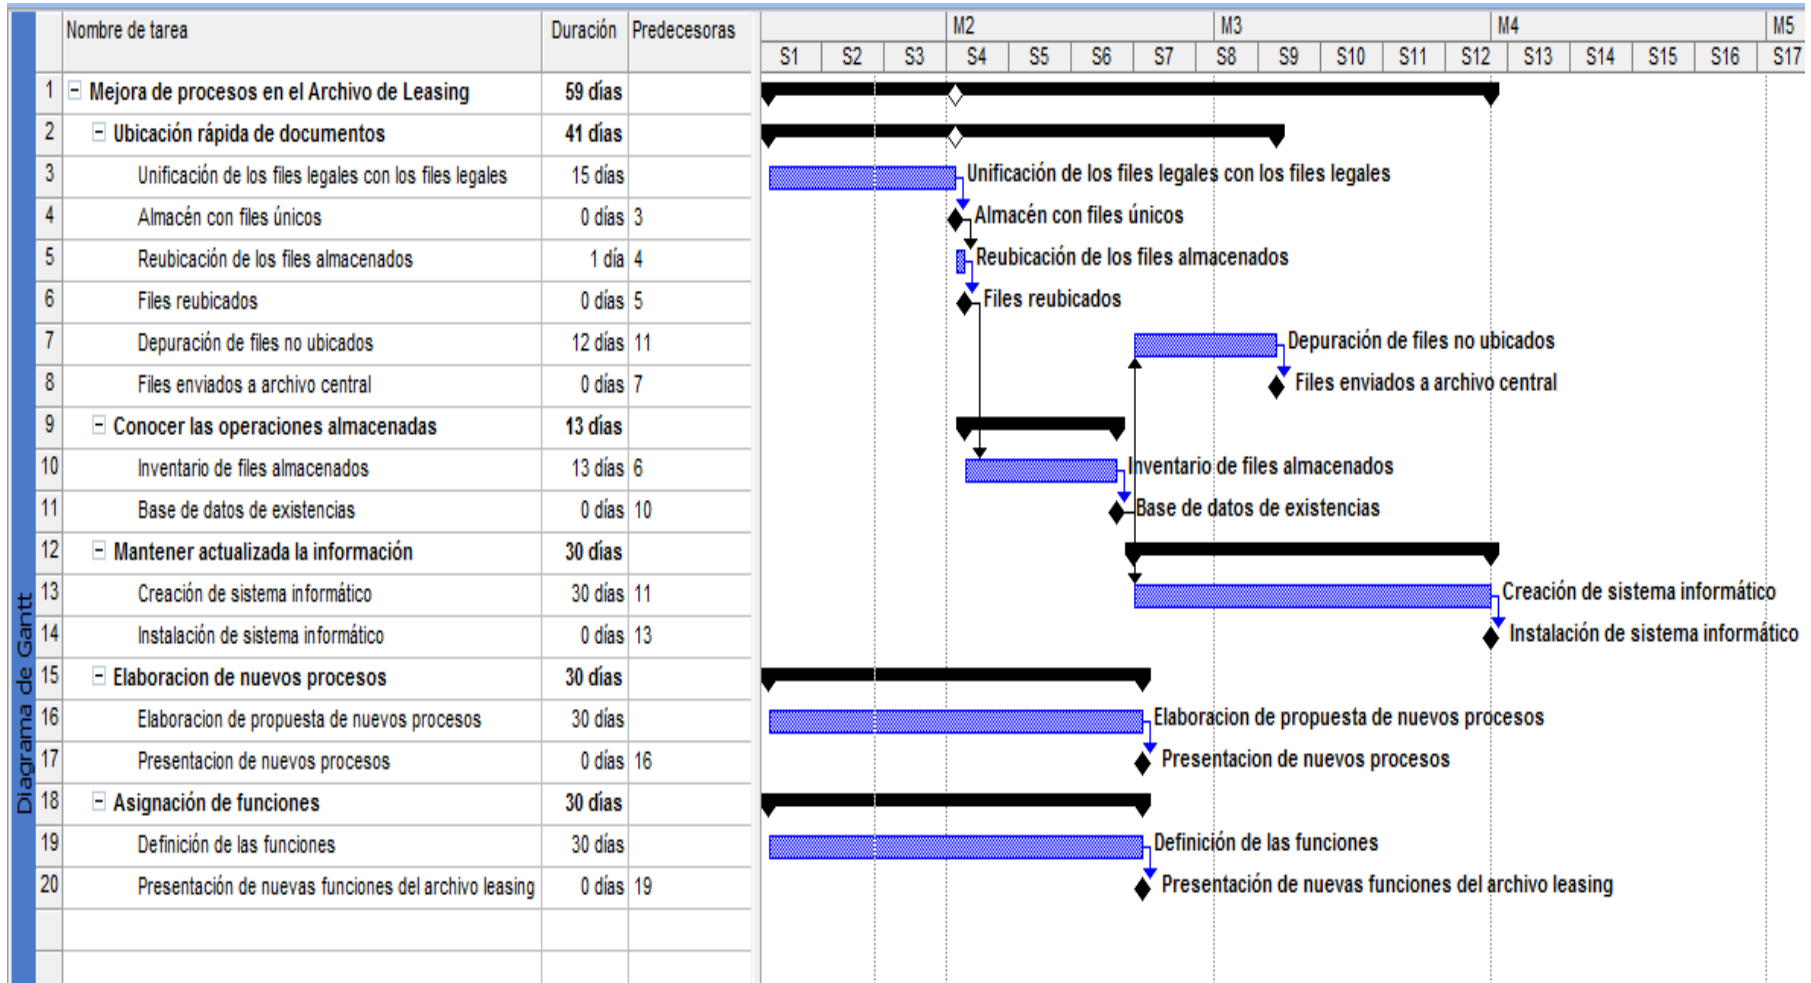 Nombre de tarea Duración Predecesoras M2 M3 M4 M5
S1 S2 S3 S4 S5 S6 S7 S8 S9 S10 S11 S12 S13 S14 S15 S16 S17
1 Mejora de procesos en el Archivo de Leasing 59 días
2 Ubicación rápida de documentos 41 días
3 Unificación de los files legales con los files legales 15 días Unificación de los files legales con los files legales
4 Almacén con files únicos 0 días 3 Almacén con files únicos
5 Reubicación de los files almacenados 1 día 4 Reubicación de los files almacenados
6 Files reubicados 0 días 5 Files reubicados
7 Depuración de files no ubicados 12 días 11 Depuración de files no ubicados
8 Files enviados a archivo central 0 días 7 Files enviados a archivo central
9 Conocer las operaciones almacenadas 13 días
10 Inventario de files almacenados 13 días 6 Inventario de files almacenados
11 Base de datos de existencias 0 días 10 Base de datos de existencias
12 Mantener actualizada la información 30 días
13 Creación de sistema informático 30 días 11 Creación de sistema informático
14 Instalación de sistema informático 0 días 13 Instalación de sistema informático
15 Elaboracion de nuevos procesos 30 días
16 Elaboracion de propuesta de nuevos procesos 30 días Elaboracion de propuesta de nuevos procesos
17 Presentacion de nuevos procesos 0 días 16 Presentacion de nuevos procesos
18 Asignación de funciones 30 días
19 Definición de las funciones 30 días Definición de las funciones
20 Presentación de nuevas funciones del archivo leasing 0 días 19 Presentación de nuevas funciones del archivo leasing
Diagrama de Gantt